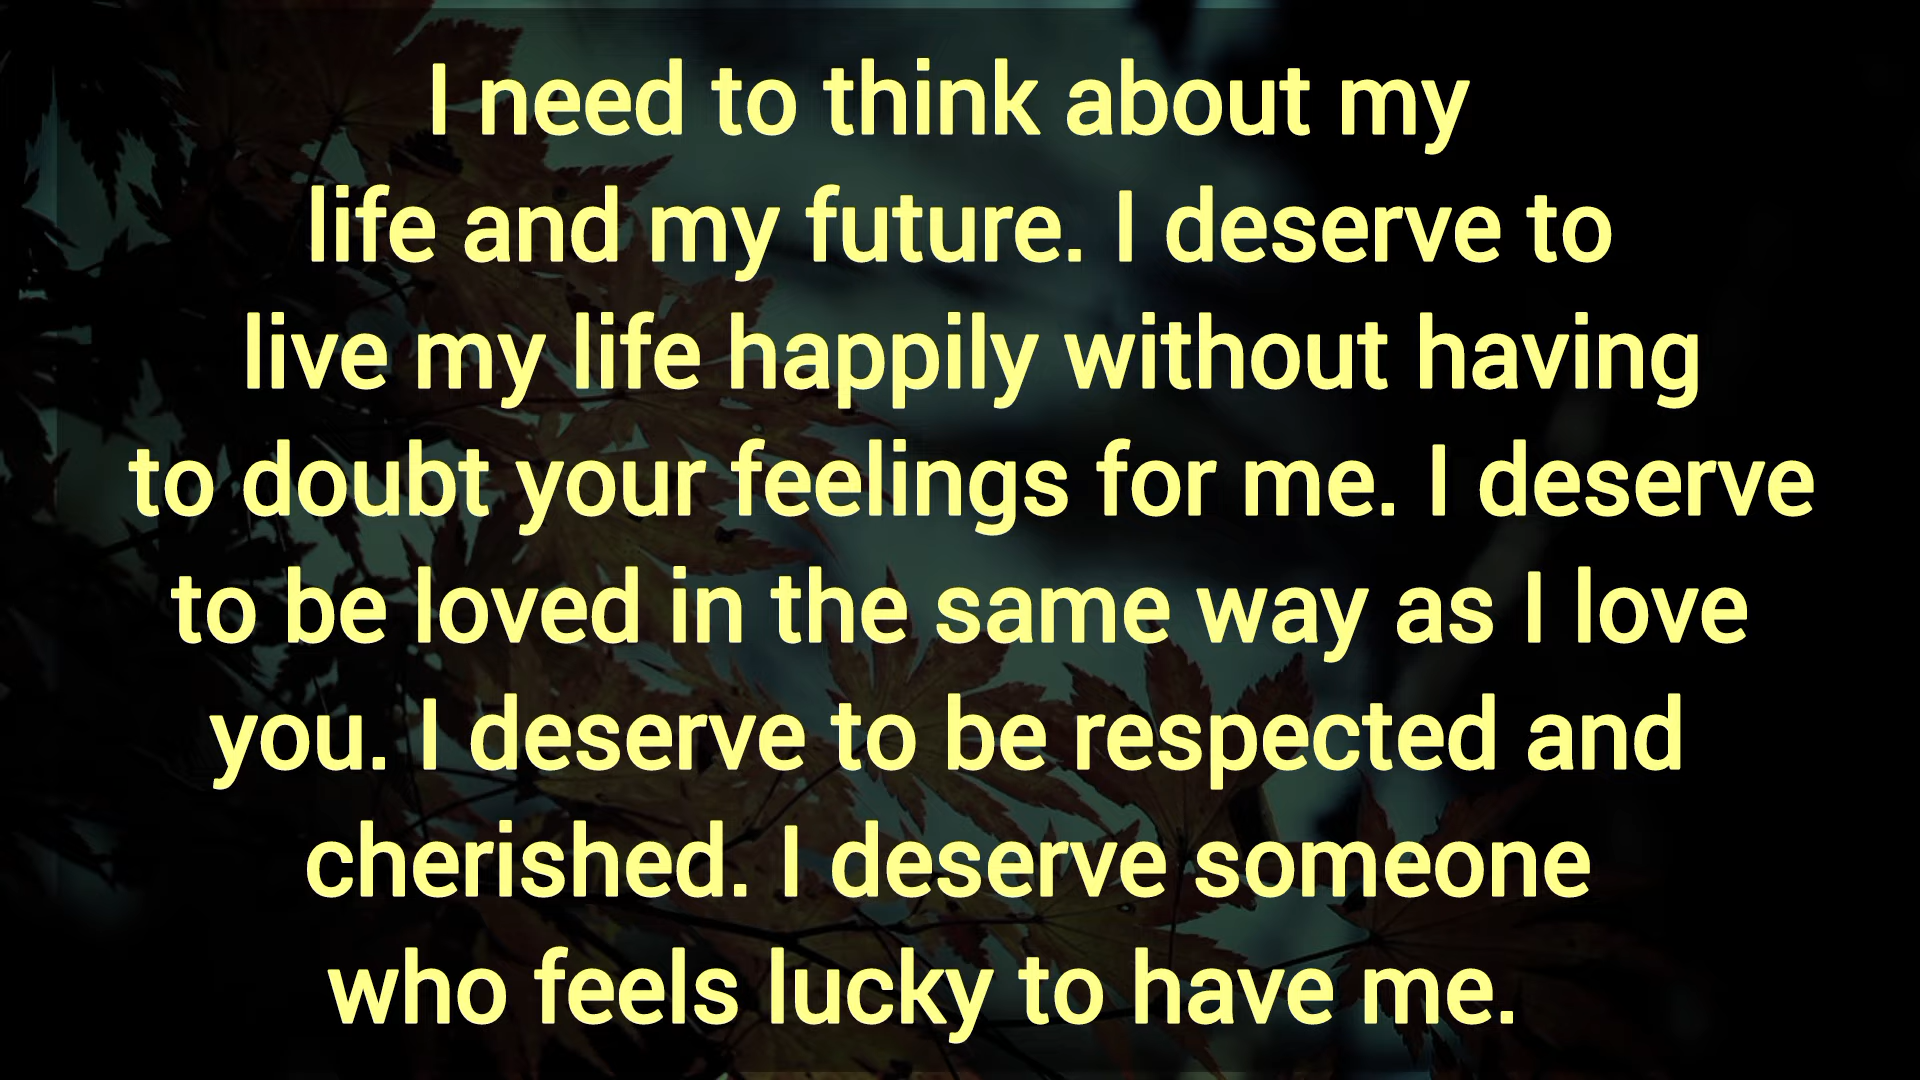 I need to think about my
life and my future. I deserve to
live my life happily without having
to doubt your feelings for me. I deserve
to be loved in the same way as I love
you. I deserve to be respected and
cherished. I deserve someone
who feels lucky to have me.